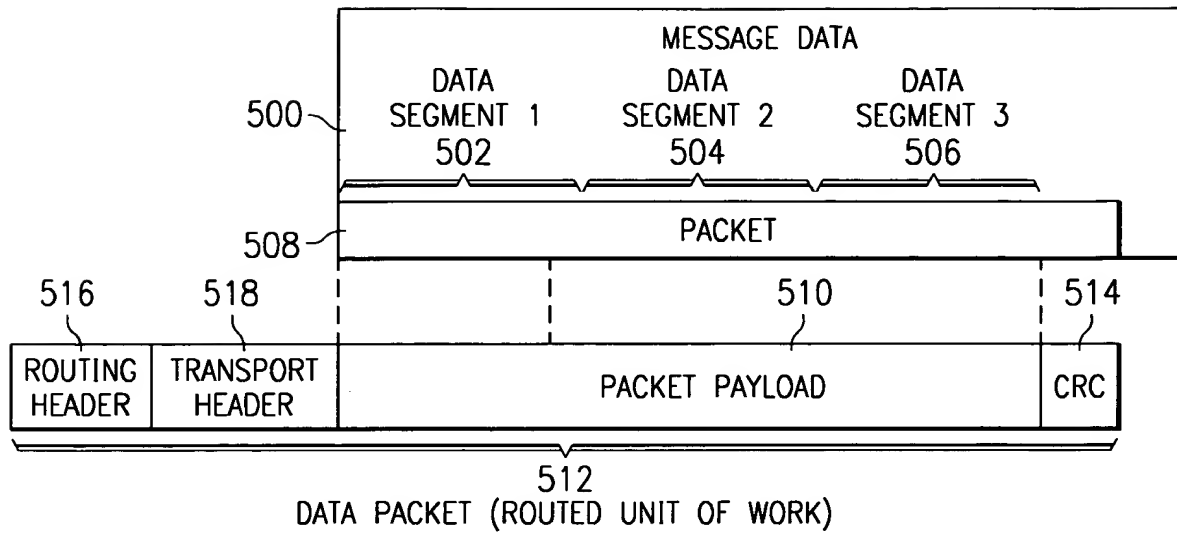 MESSAGE DATA
DATA SEGMENT 1 502
DATA SEGMENT 2 504
DATA SEGMENT 3 506
500
508
PACKET
516
518
510
514
ROUTING HEADER
TRANSPORT HEADER
PACKET PAYLOAD
CRC
512
DATA PACKET (ROUTED UNIT OF WORK)